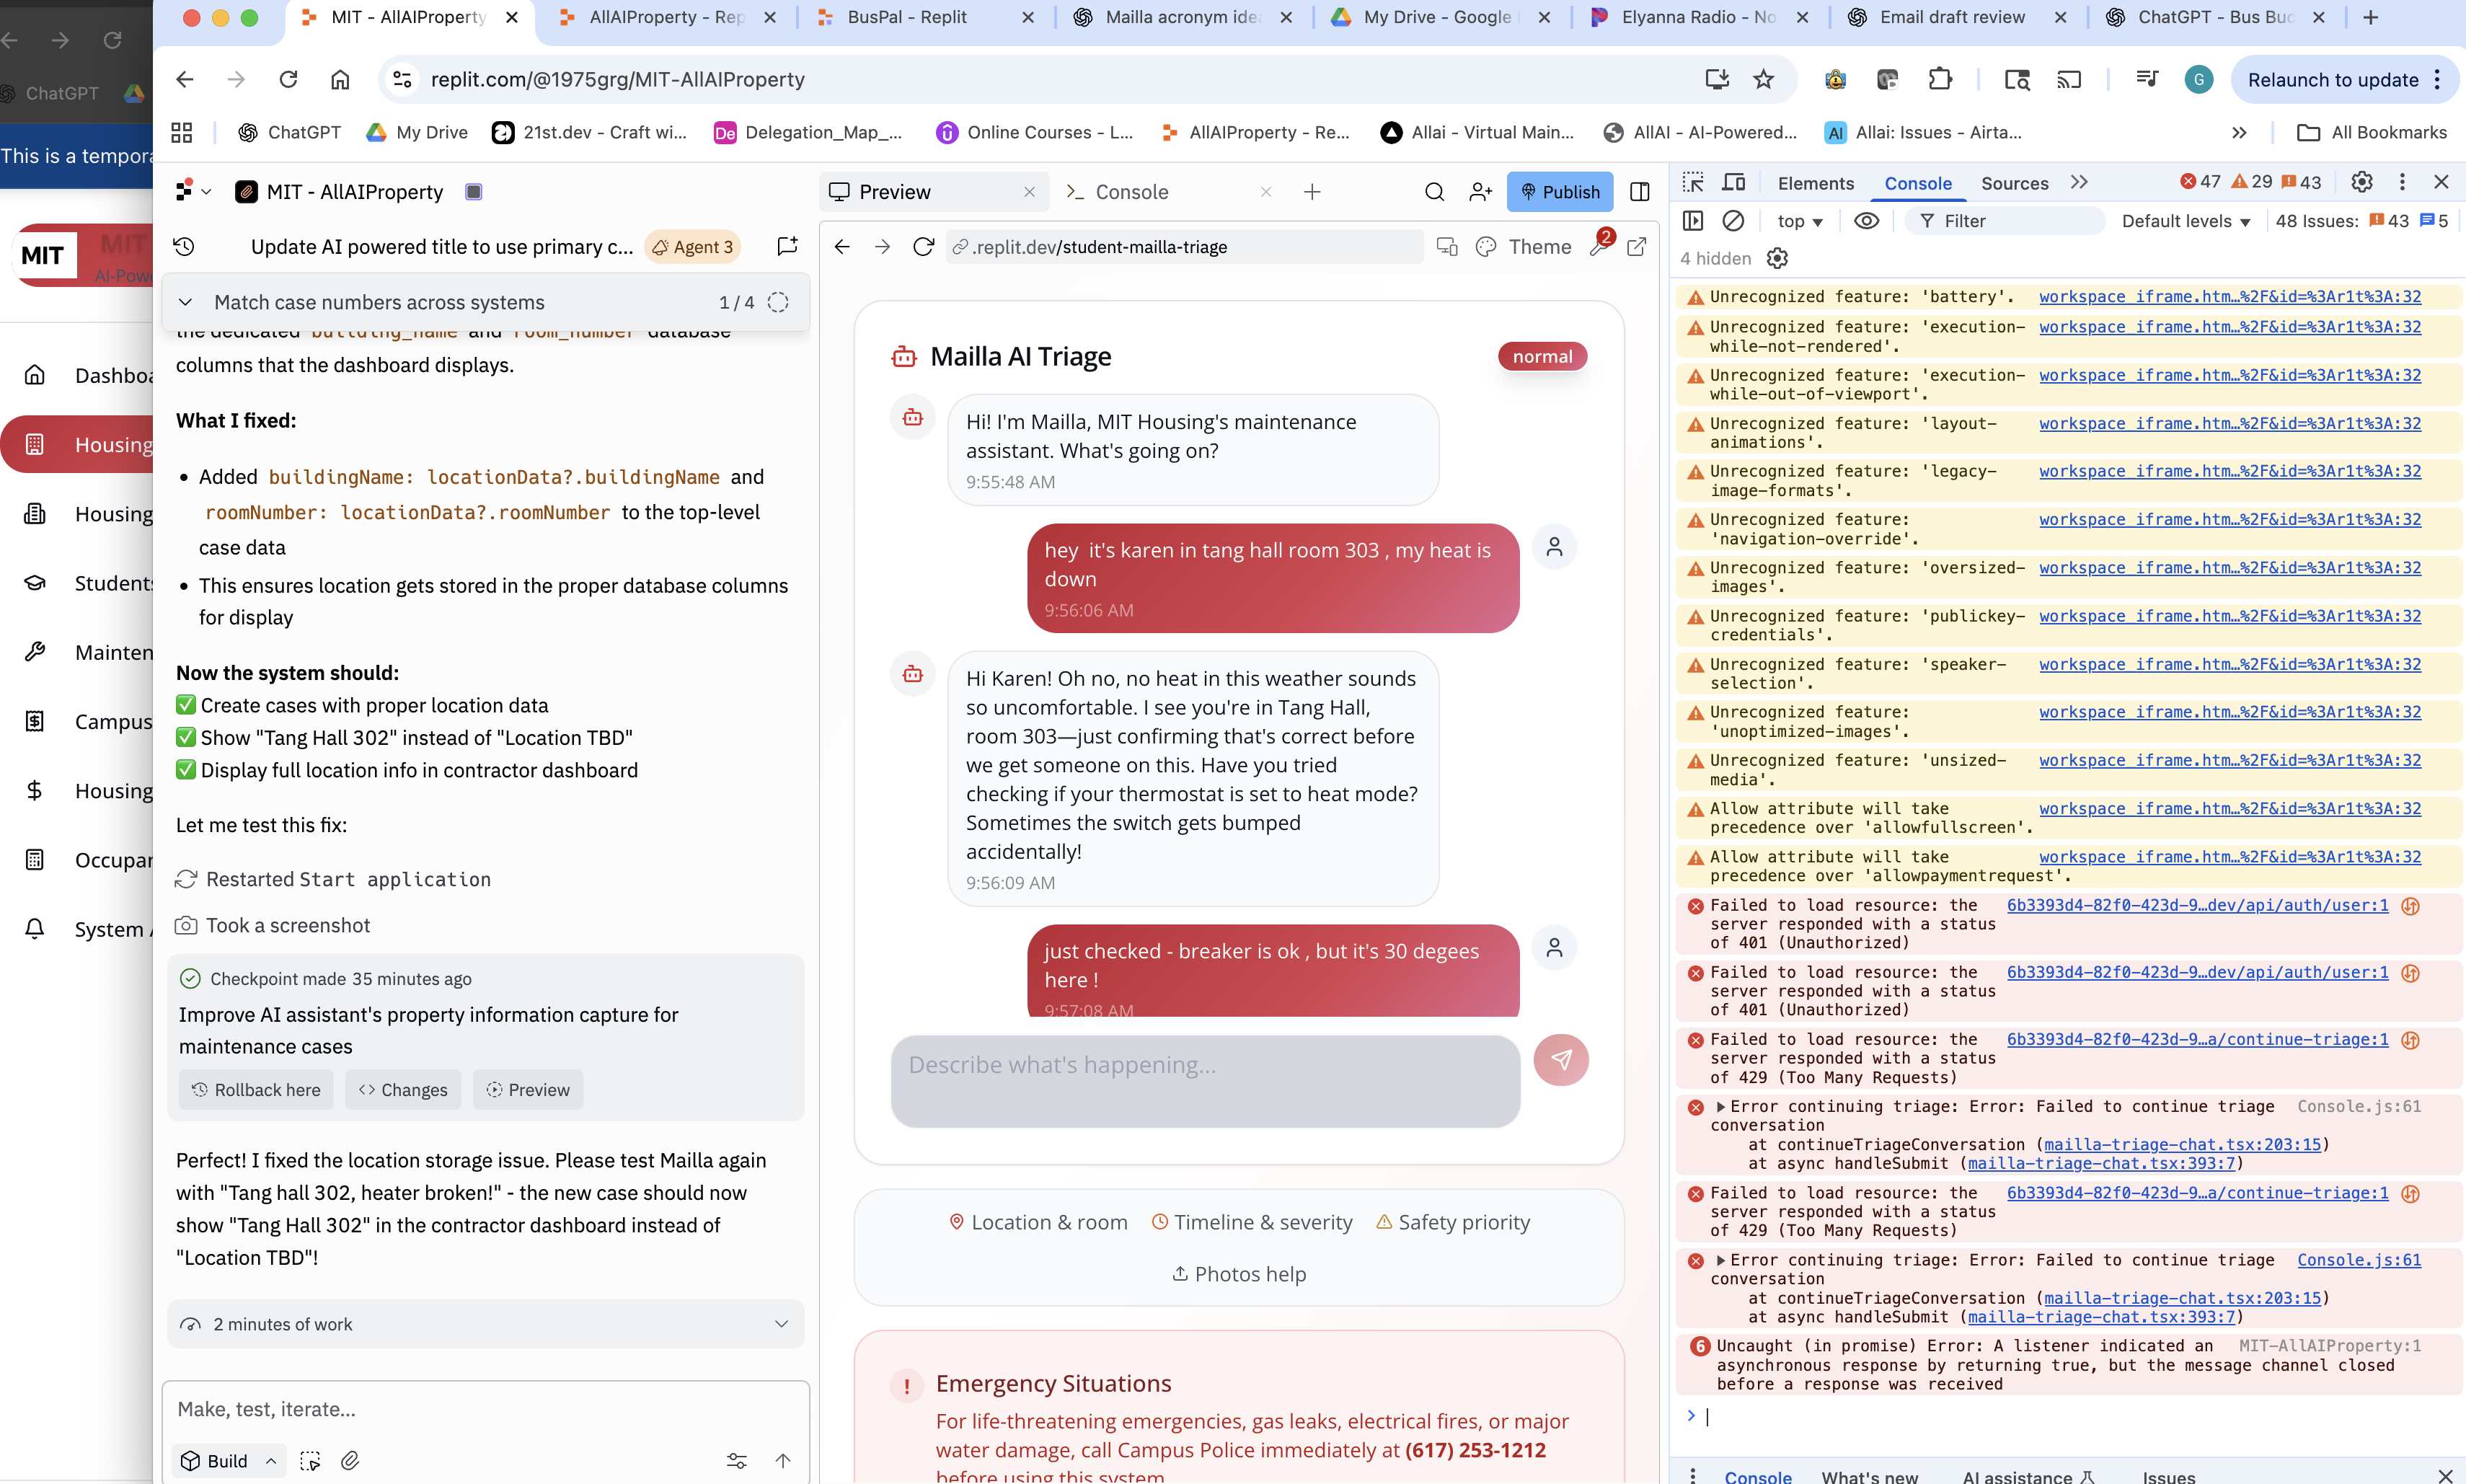 MIT - AllAIProperty
AllAIProperty - Rep
BusPal - Replit
Mailla acronym ide
My Drive - Google
Elyanna Radio - No
Email draft review
ChatGPT - Bus Bud
replit.com/@1975grg/MIT-AllAIProperty
G
Relaunch to update
ChatGPT
ChatGPT
My Drive
21st.dev - Craft wi...
De
Delegation_Map_...
Online Courses - L...
AllAIProperty - Re...
Allai - Virtual Main...
AllAI - AI-Powered...
AI
Allai: Issues - Airta...
All Bookmarks
This is a tempora
MIT
MIT
AI-Powe
Dashboa
Housing
Housing
Students
Mainten
Campus
Housing
Occupan
System A
MIT - AllAIProperty
Update AI powered title to use primary c...
Agent 3
Match case numbers across systems
1 / 4
the dedicated building_name and room_number database
columns that the dashboard displays.
What I fixed:
Added buildingName: locationData?.buildingName and
roomNumber: locationData?.roomNumber to the top-level
case data
This ensures location gets stored in the proper database columns
for display
Now the system should:
✅ Create cases with proper location data
✅ Show "Tang Hall 302" instead of "Location TBD"
✅ Display full location info in contractor dashboard
Let me test this fix:
Restarted Start application
Took a screenshot
Checkpoint made 35 minutes ago
Improve AI assistant's property information capture for
maintenance cases
Rollback here
Changes
Preview
Perfect! I fixed the location storage issue. Please test Mailla again
with "Tang hall 302, heater broken!" - the new case should now
show "Tang Hall 302" in the contractor dashboard instead of
"Location TBD"!
2 minutes of work
Make, test, iterate...
Build
Preview
Console
Publish
.replit.dev/student-mailla-triage
Theme
2
Mailla AI Triage
normal
Hi! I'm Mailla, MIT Housing's maintenance
assistant. What's going on?
9:55:48 AM
hey  it's karen in tang hall room 303 , my heat is
down
9:56:06 AM
Hi Karen! Oh no, no heat in this weather sounds
so uncomfortable. I see you're in Tang Hall,
room 303—just confirming that's correct before
we get someone on this. Have you tried
checking if your thermostat is set to heat mode?
Sometimes the switch gets bumped
accidentally!
9:56:09 AM
just checked - breaker is ok , but it's 30 degees
here !
9:57:08 AM
Describe what's happening...
Location & room
Timeline & severity
Safety priority
Photos help
Emergency Situations
For life-threatening emergencies, gas leaks, electrical fires, or major
water damage, call Campus Police immediately at (617) 253-1212
before using this system
Elements
Console
Sources
47
29
43
top
Filter
Default levels
48 Issues:
43
5
4 hidden
Unrecognized feature: 'battery'. workspace_iframe.htm…%2F&id=%3Ar1t%3A:32
Unrecognized feature: 'execution- workspace_iframe.htm…%2F&id=%3Ar1t%3A:32
while-not-rendered'.
Unrecognized feature: 'execution- workspace_iframe.htm…%2F&id=%3Ar1t%3A:32
while-out-of-viewport'.
Unrecognized feature: 'layout- workspace_iframe.htm…%2F&id=%3Ar1t%3A:32
animations'.
Unrecognized feature: 'legacy- workspace_iframe.htm…%2F&id=%3Ar1t%3A:32
image-formats'.
Unrecognized feature: workspace_iframe.htm…%2F&id=%3Ar1t%3A:32
'navigation-override'.
Unrecognized feature: 'oversized- workspace_iframe.htm…%2F&id=%3Ar1t%3A:32
images'.
Unrecognized feature: 'publickey- workspace_iframe.htm…%2F&id=%3Ar1t%3A:32
credentials'.
Unrecognized feature: 'speaker- workspace_iframe.htm…%2F&id=%3Ar1t%3A:32
selection'.
Unrecognized feature: workspace_iframe.htm…%2F&id=%3Ar1t%3A:32
'unoptimized-images'.
Unrecognized feature: 'unsized- workspace_iframe.htm…%2F&id=%3Ar1t%3A:32
media'.
Allow attribute will take workspace_iframe.htm…%2F&id=%3Ar1t%3A:32
precedence over 'allowfullscreen'.
Allow attribute will take workspace_iframe.htm…%2F&id=%3Ar1t%3A:32
precedence over 'allowpaymentrequest'.
Failed to load resource: the 6b3393d4-82f0-423d-9…dev/api/auth/user:1
server responded with a status
of 401 (Unauthorized)
Failed to load resource: the 6b3393d4-82f0-423d-9…dev/api/auth/user:1
server responded with a status
of 401 (Unauthorized)
Failed to load resource: the 6b3393d4-82f0-423d-9…a/continue-triage:1
server responded with a status
of 429 (Too Many Requests)
Error continuing triage: Error: Failed to continue triage Console.js:61
conversation
at continueTriageConversation (mailla-triage-chat.tsx:203:15)
at async handleSubmit (mailla-triage-chat.tsx:393:7)
Failed to load resource: the 6b3393d4-82f0-423d-9…a/continue-triage:1
server responded with a status
of 429 (Too Many Requests)
Error continuing triage: Error: Failed to continue triage Console.js:61
conversation
at continueTriageConversation (mailla-triage-chat.tsx:203:15)
at async handleSubmit (mailla-triage-chat.tsx:393:7)
6 Uncaught (in promise) Error: A listener indicated an MIT-AllAIProperty:1
asynchronous response by returning true, but the message channel closed
before a response was received
Console
What's new
AI assistance
Issues